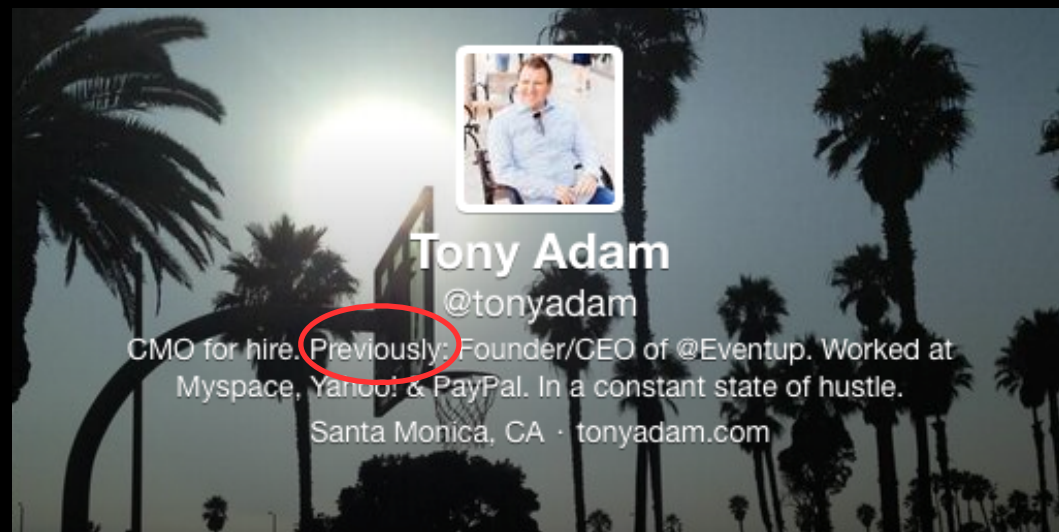 Tony Adam
@tonyadam
CMO for hire. Previously: Founder/CEO of @Eventup. Worked at
Myspace, Yahoo! & PayPal. In a constant state of hustle.
Santa Monica, CA · tonyadam.com